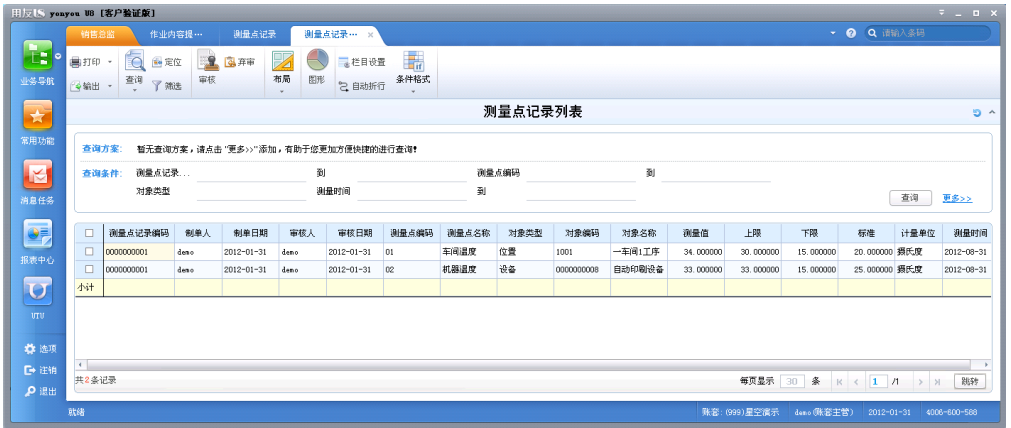 用友U8 yonyou U8 [客户验证版]
销售总监 作业内容提… 测量点记录 测量点记录… × 请输入条码
打印 查询 定位 审核 弃审 布局 图形 栏目设置 条件格式
输出 筛选 自动折行
业务导航
常用功能
消息任务
报表中心
UTU
选项
注销
退出
测量点记录列表
查询方案: 暂无查询方案，请点击 "更多>>"添加，有助于您更加方便快捷的进行查询!
查询条件: 测量点记录... 到 测量点编码 到
对象类型 测量时间 到
查询 更多>>
测量点记录编码 制单人 制单日期 审核人 审核日期 测量点编码 测量点名称 对象类型 对象编码 对象名称 测量值 上限 下限 标准 计量单位 测量时间
0000000001 demo 2012-01-31 demo 2012-01-31 01 车间温度 位置 1001 一车间1工序 34.000000 30.000000 15.000000 20.000000 摄氏度 2012-08-31
0000000001 demo 2012-01-31 demo 2012-01-31 02 机器温度 设备 0000000008 自动印刷设备 33.000000 33.000000 15.000000 25.000000 摄氏度 2012-08-31
小计
共2条记录 每页显示 30 条 1 /1 跳转
就绪 账套: (999)星空演示 demo(账套主管) 2012-01-31 4006-600-588